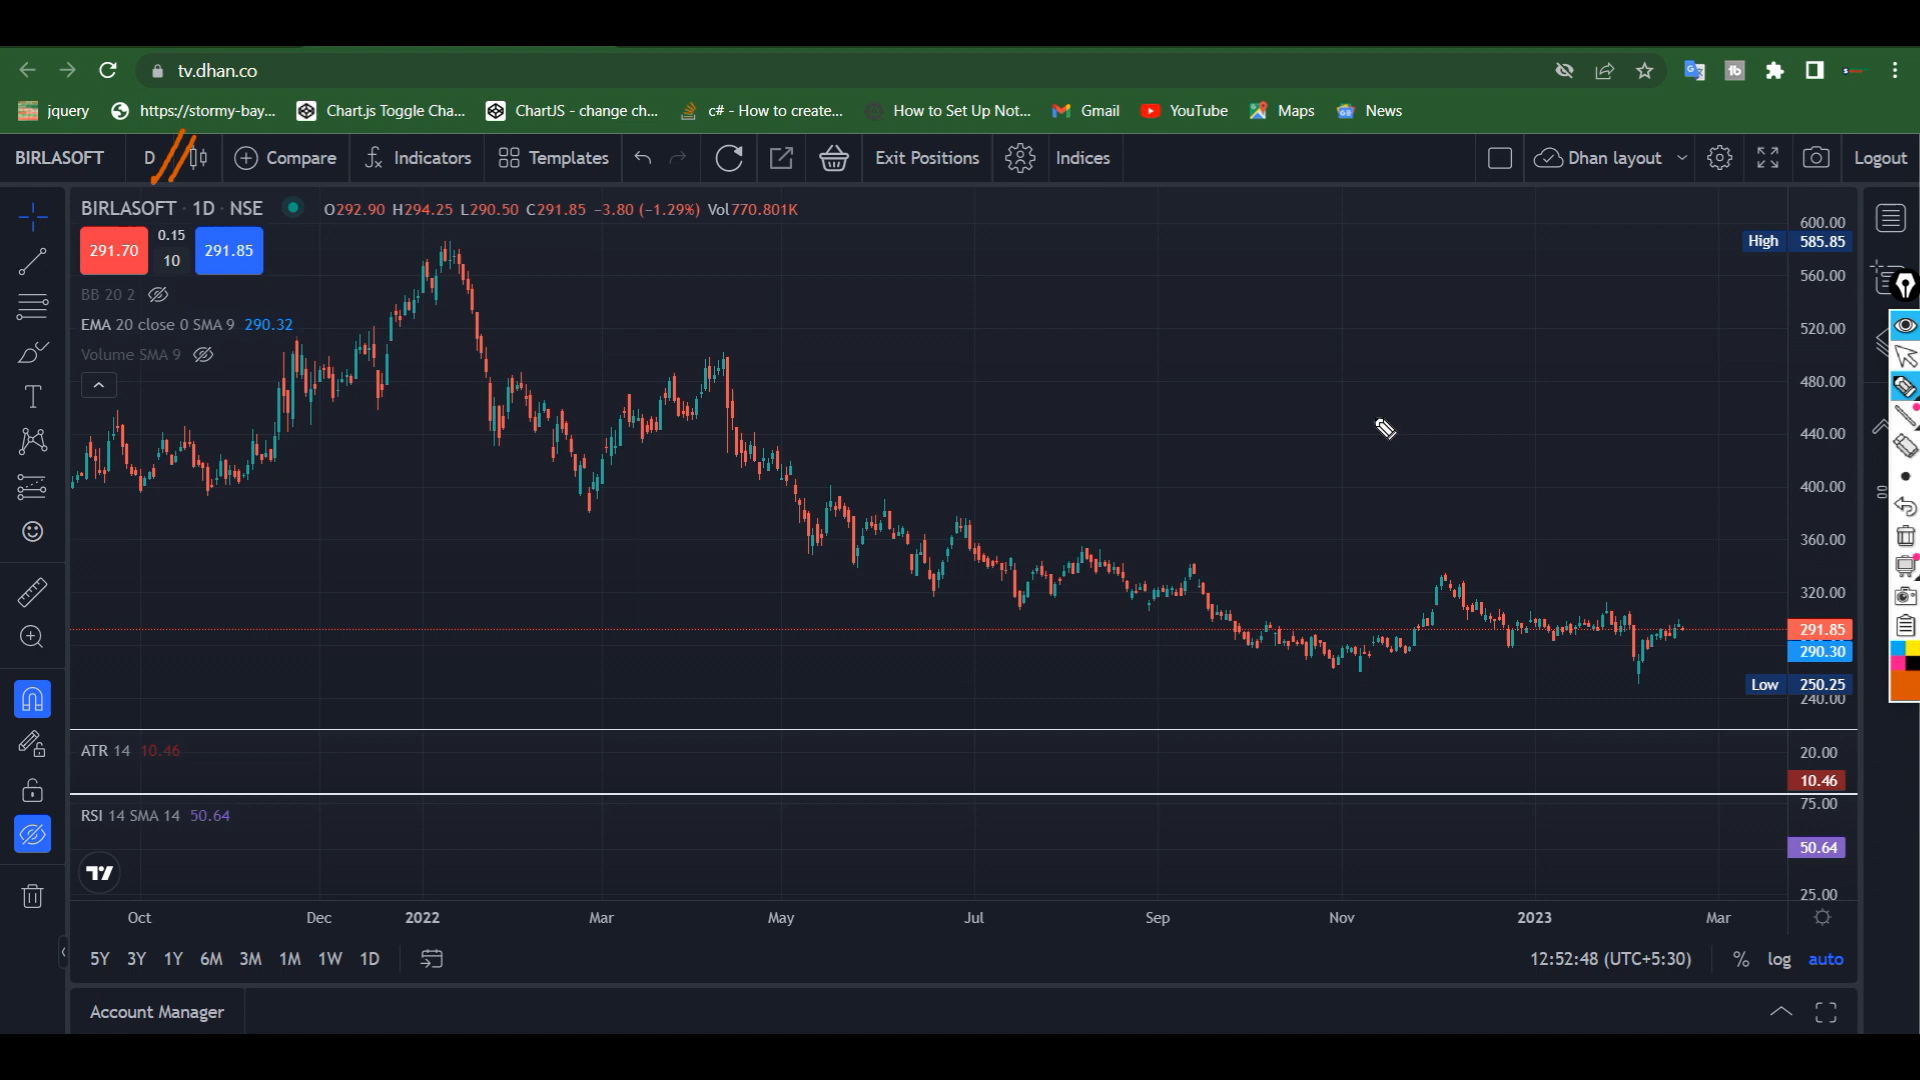 tv.dhan.co
jquery
https://stormy-bay...
Chart.js Toggle Cha...
ChartJS - change ch...
c# - How to create...
How to Set Up Not...
Gmail
YouTube
Maps
News
BIRLASOFT
D
Compare
Indicators
Templates
Exit Positions
Indices
Dhan layout
Logout
BIRLASOFT · 1D · NSE
O292.90 H294.25 L290.50 C291.85 −3.80 (−1.29%) Vol770.801K
291.70
0.15
10
291.85
BB 20 2
EMA 20 close 0 SMA 9 290.32
Volume SMA 9
600.00
High 585.85
560.00
520.00
480.00
440.00
400.00
360.00
320.00
291.85
290.30
Low 250.25
240.00
ATR 14 10.46
20.00
10.46
RSI 14 SMA 14 50.64
75.00
50.64
25.00
Oct
Dec
2022
Mar
May
Jul
Sep
Nov
2023
Mar
5Y 3Y 1Y 6M 3M 1M 1W 1D
12:52:48 (UTC+5:30)
%
log
auto
Account Manager